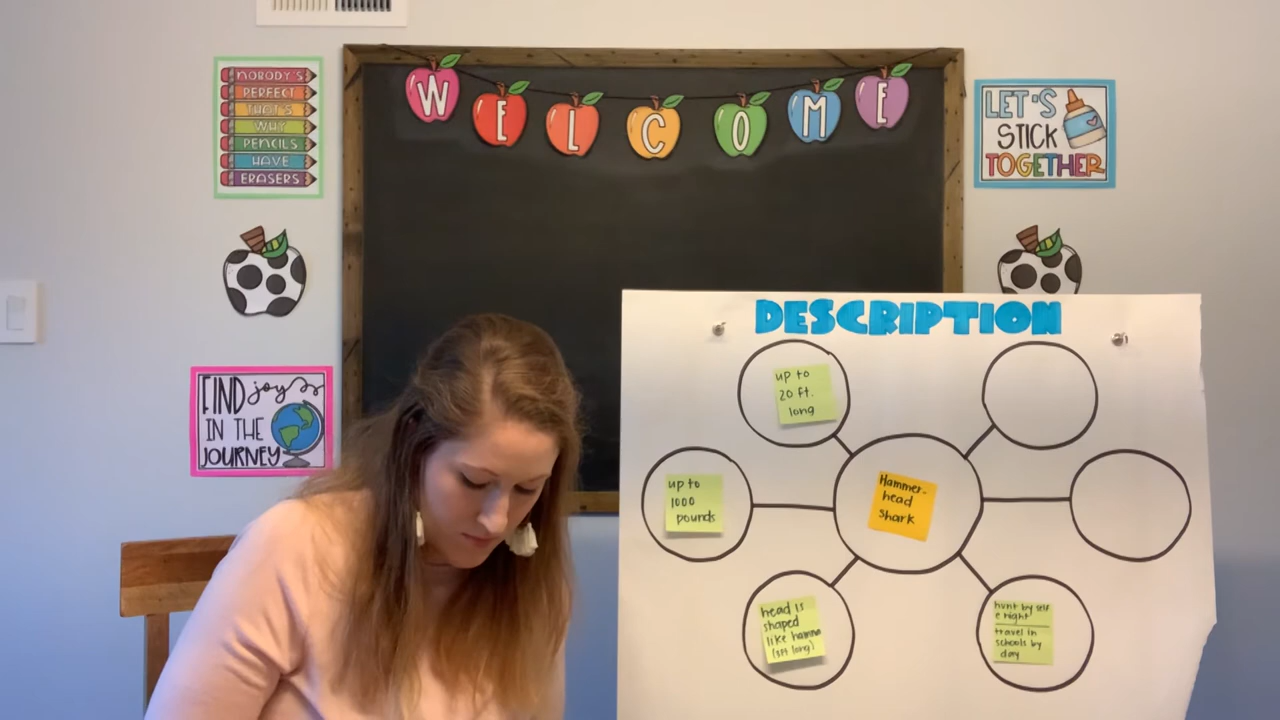 NOBODY'S
PERFECT
THAT'S
WHY
PENCILS
HAVE
ERASERS
WELCOME
LET'S
STICK
TOGETHER
FIND joy
IN THE
JOURNEY
DESCRIPTION
up to
20 ft.
long
up to
1000
pounds
Hammer-
head
shark
head is
shaped
like hamme
(3ft long)
hunt by self
@ night
travel in
schools by
day